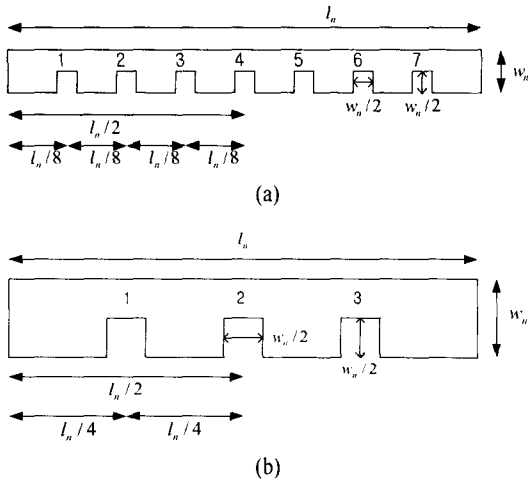 l_n
1 2 3 4 5 6 7
w_n
w_n/2 w_n/2
l_n/2
l_n/8 l_n/8 l_n/8 l_n/8
(a)
l_n
1 2 3
w_n
w_n/2
w_n/2
l_n/2
l_n/4 l_n/4
(b)